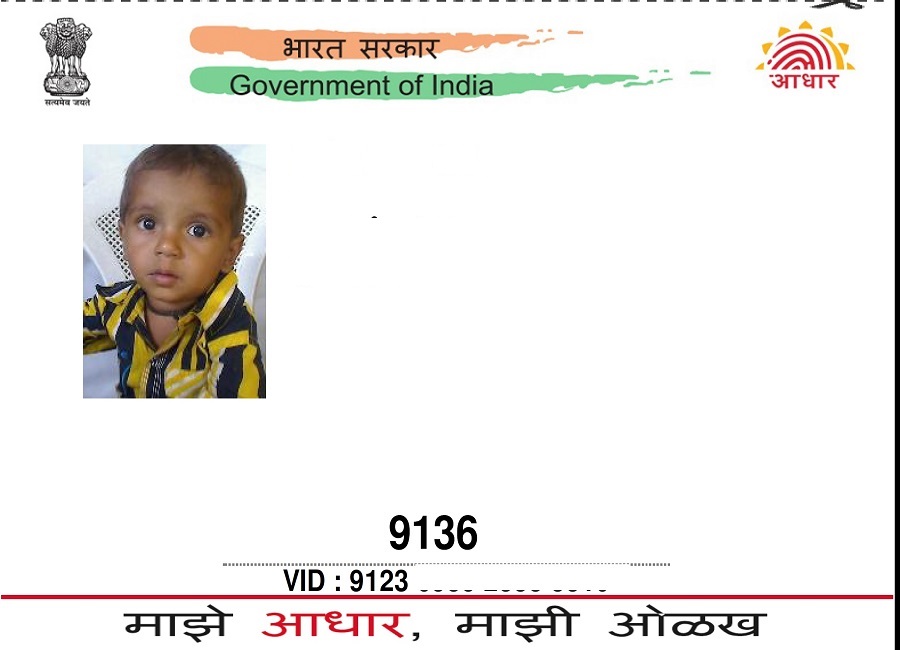 भारत सरकार
Government of India
सत्यमेव जयते
आधार
9136
VID : 9123
माझे आधार, माझी ओळख